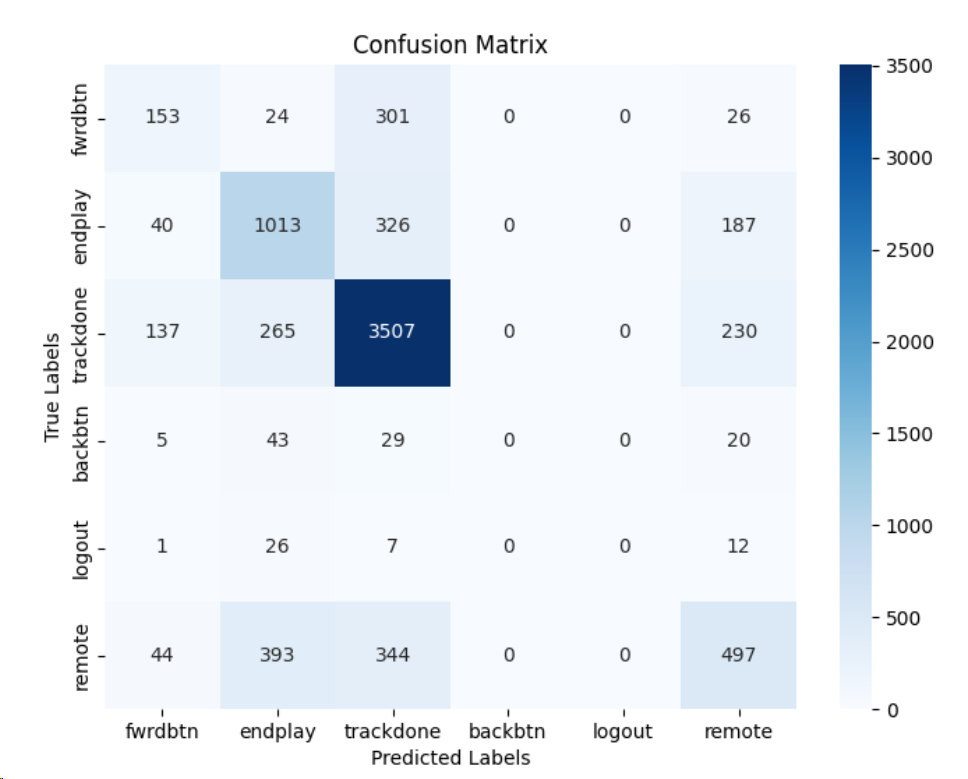 Confusion Matrix
True Labels
fwrdbtn 153 24 301 0 0 26
endplay 40 1013 326 0 0 187
trackdone 137 265 3507 0 0 230
backbtn 5 43 29 0 0 20
logout 1 26 7 0 0 12
remote 44 393 344 0 0 497
fwrdbtn endplay trackdone backbtn logout remote
Predicted Labels
3500
3000
2500
2000
1500
1000
500
0